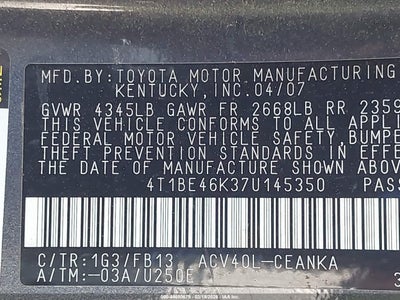 MFD.BY:TOYOTA MOTOR MANUFACTURING
KENTUCKY,INC.04/07
GVWR 4345LB GAWR FR 2668LB RR 2359
THIS VEHICLE CONFORMS TO ALL APPLI
FEDERAL MOTOR VEHICLE SAFETY,BUMPE
THEFT PREVENTION STANDARDS IN EFFE
THE DATE OF MANUFACTURE SHOWN ABOV
4T1BE46K37U145350 PASS
C/TR:1G3/FB13 ACV40L-CEANKA
A/TM:-03A/U250E